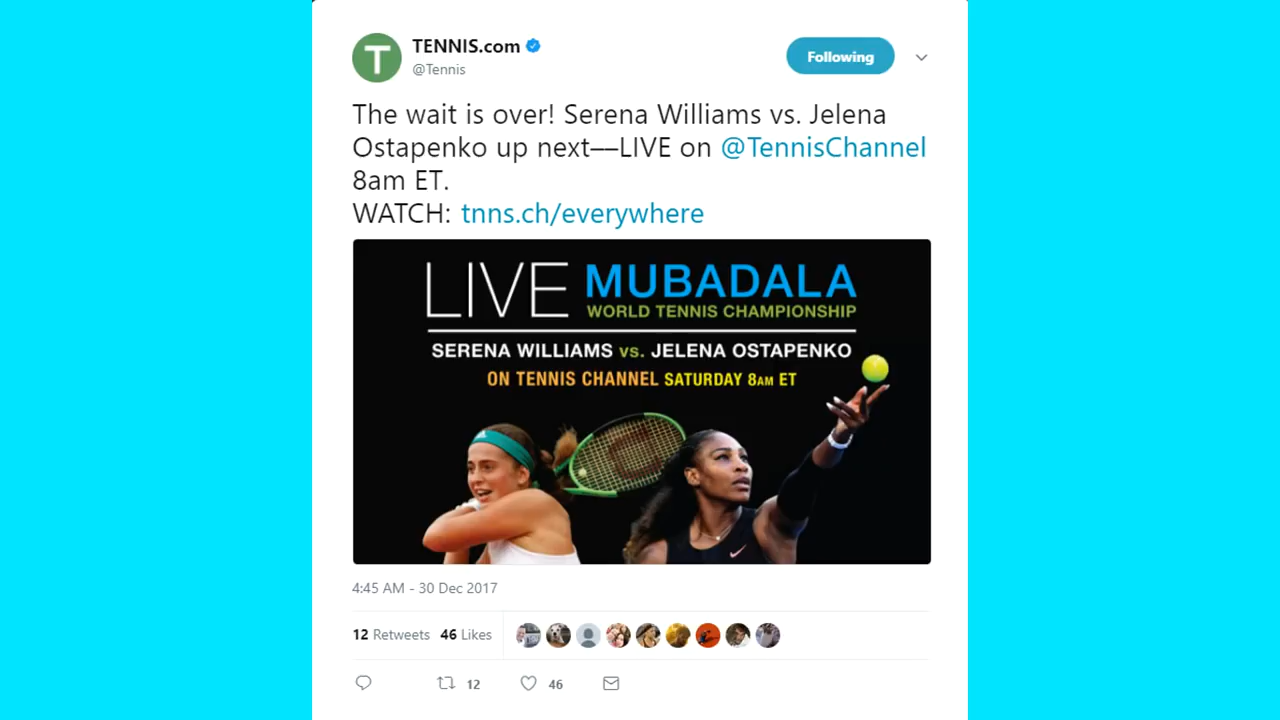 T
TENNIS.com
@Tennis
Following
The wait is over! Serena Williams vs. Jelena
Ostapenko up next––LIVE on @TennisChannel
8am ET.
WATCH: tnns.ch/everywhere
LIVE MUBADALA
WORLD TENNIS CHAMPIONSHIP
SERENA WILLIAMS vs. JELENA OSTAPENKO
ON TENNIS CHANNEL SATURDAY 8AM ET
4:45 AM - 30 Dec 2017
12 Retweets 46 Likes
12 46